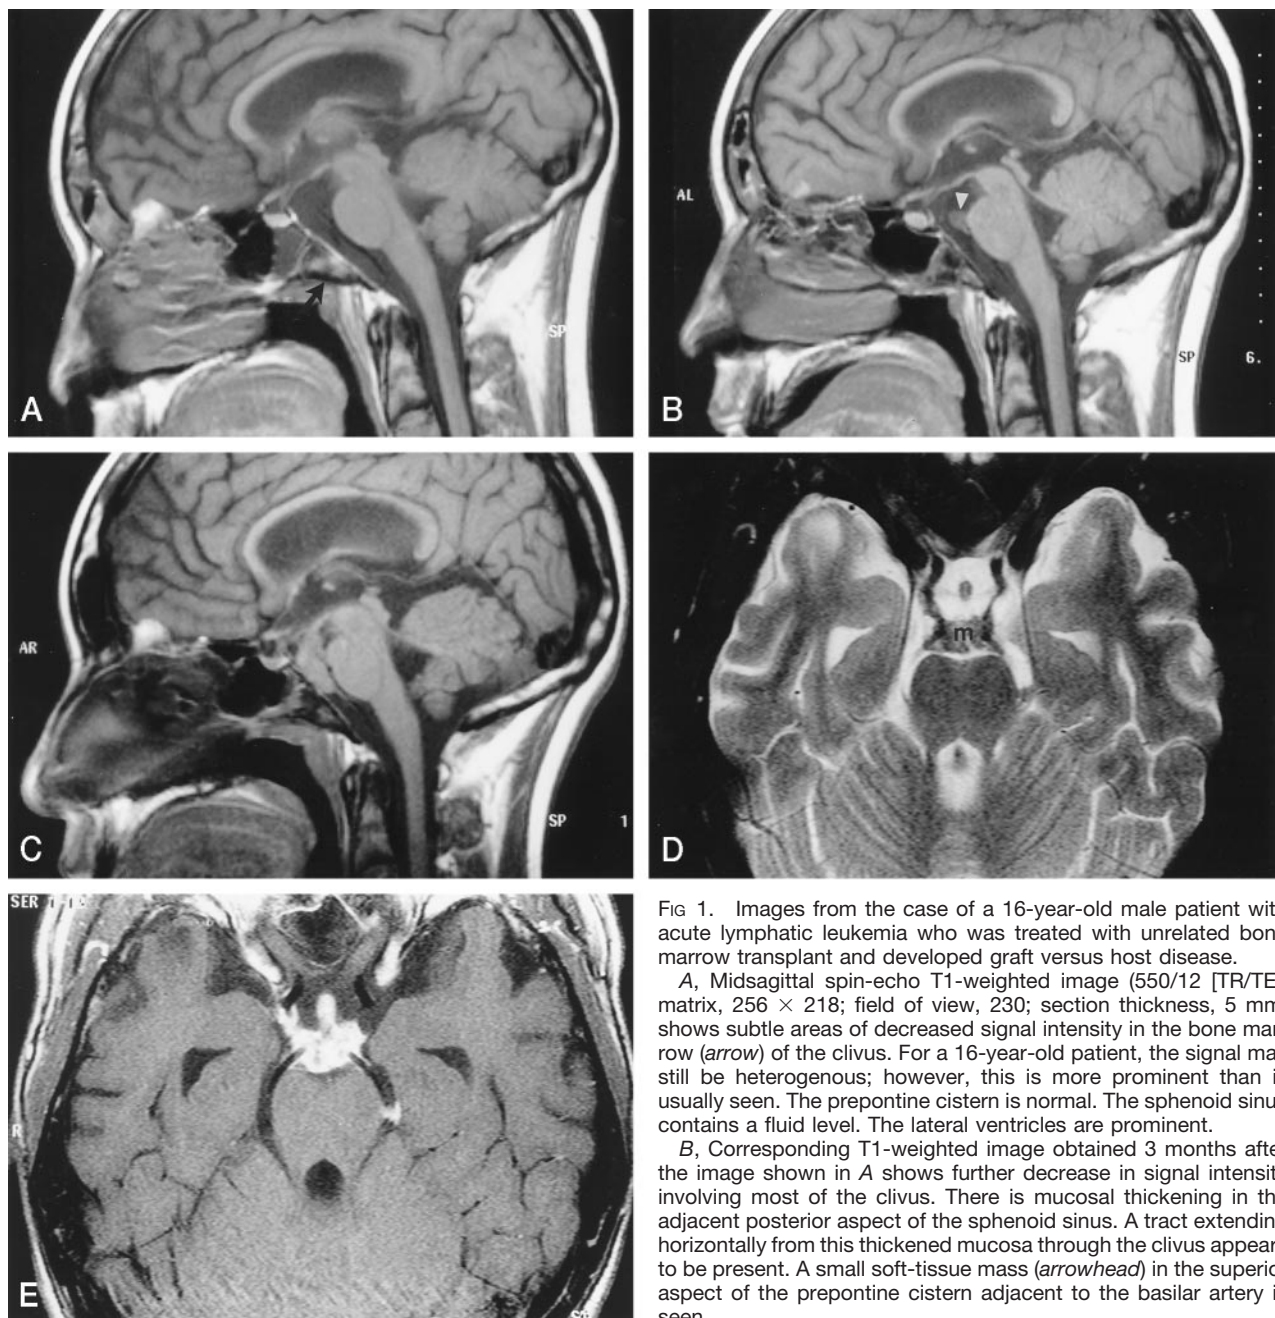 SP
A
AL
SP
6.
B
AR
SP
1
C
m
D
SER
R
E
FIG 1. Images from the case of a 16-year-old male patient wit
acute lymphatic leukemia who was treated with unrelated bon
marrow transplant and developed graft versus host disease.
A, Midsagittal spin-echo T1-weighted image (550/12 [TR/TE
matrix, 256 × 218; field of view, 230; section thickness, 5 mm
shows subtle areas of decreased signal intensity in the bone mar
row (arrow) of the clivus. For a 16-year-old patient, the signal ma
still be heterogenous; however, this is more prominent than i
usually seen. The prepontine cistern is normal. The sphenoid sinu
contains a fluid level. The lateral ventricles are prominent.
B, Corresponding T1-weighted image obtained 3 months afte
the image shown in A shows further decrease in signal intensit
involving most of the clivus. There is mucosal thickening in th
adjacent posterior aspect of the sphenoid sinus. A tract extendin
horizontally from this thickened mucosa through the clivus appear
to be present. A small soft-tissue mass (arrowhead) in the superio
aspect of the prepontine cistern adjacent to the basilar artery i
seen